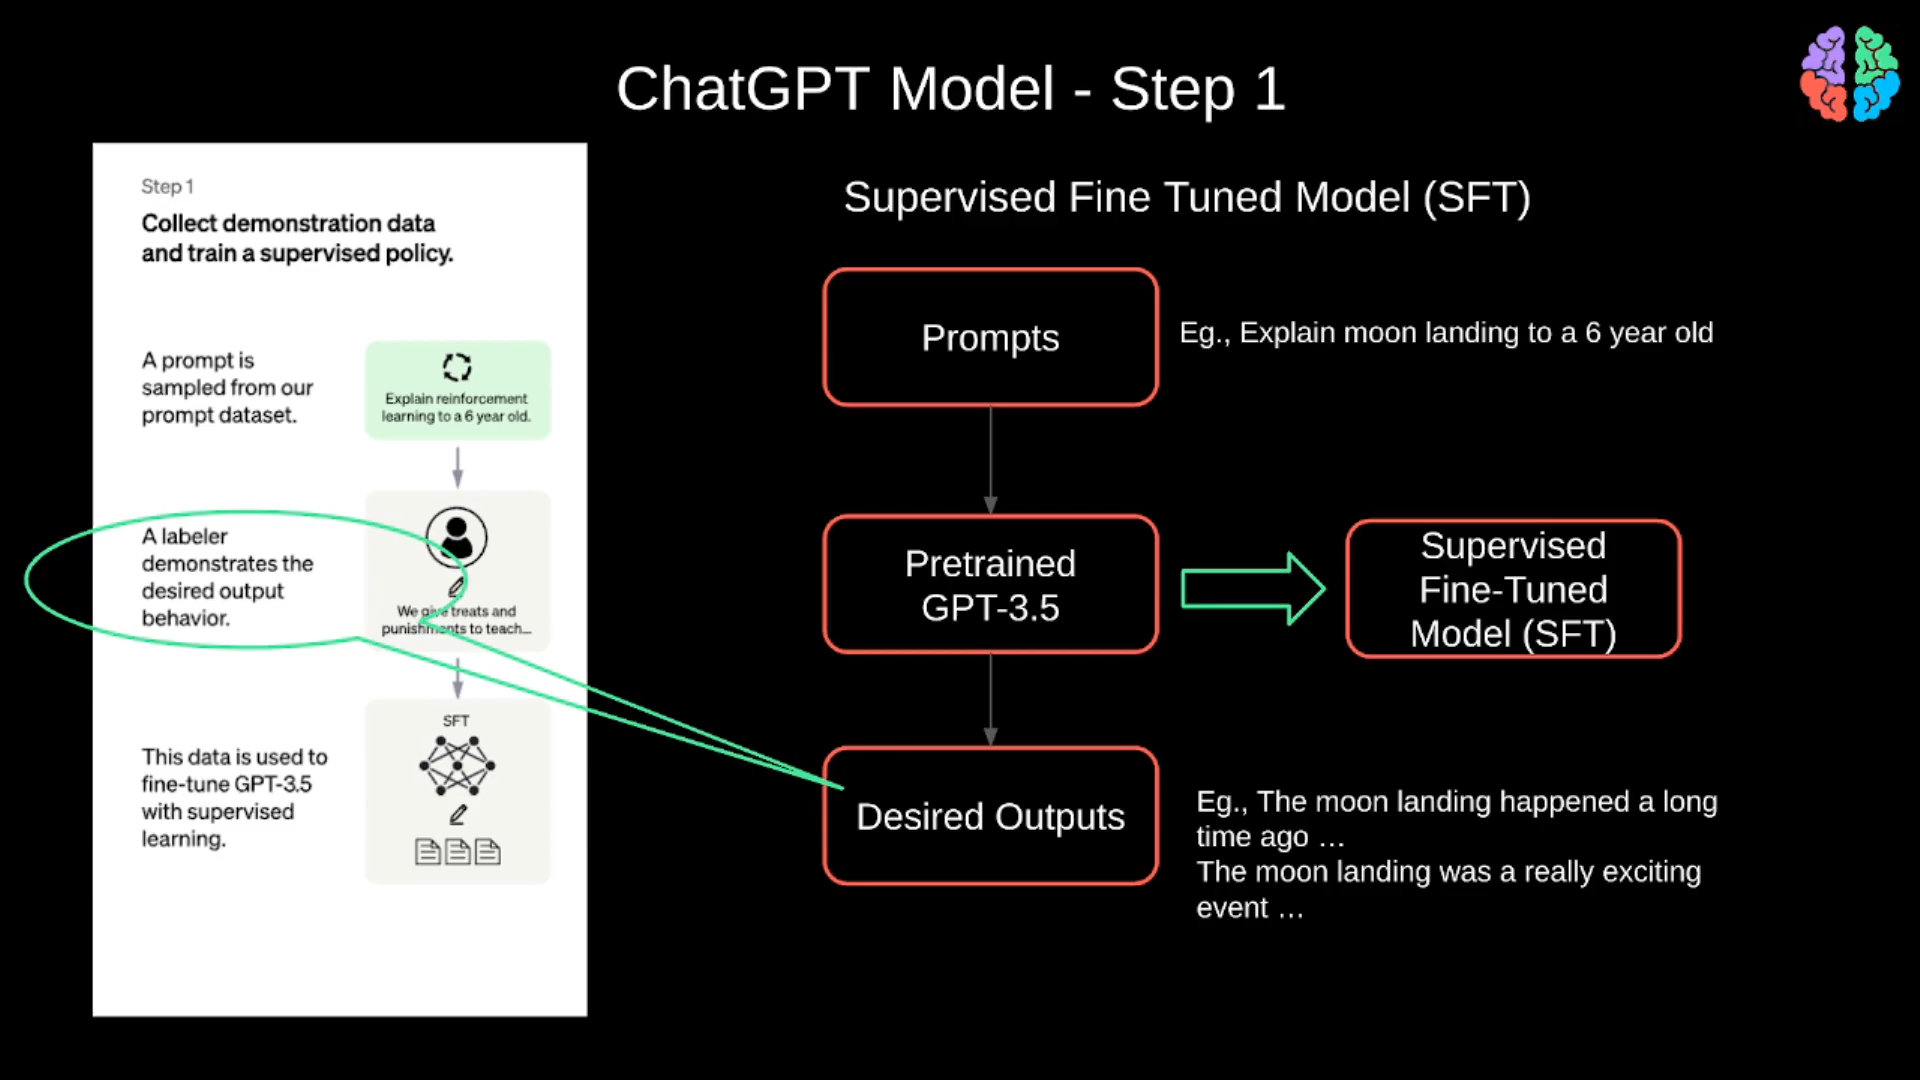 ChatGPT Model - Step 1
Step 1
Collect demonstration data
and train a supervised policy.
A prompt is
sampled from our
prompt dataset.
Explain reinforcement
learning to a 6 year old.
A labeler
demonstrates the
desired output
behavior.
We give treats and
punishments to teach...
This data is used to
fine-tune GPT-3.5
with supervised
learning.
SFT
Supervised Fine Tuned Model (SFT)
Prompts
Eg., Explain moon landing to a 6 year old
Pretrained
GPT-3.5
Supervised
Fine-Tuned
Model (SFT)
Desired Outputs
Eg., The moon landing happened a long
time ago …
The moon landing was a really exciting
event …